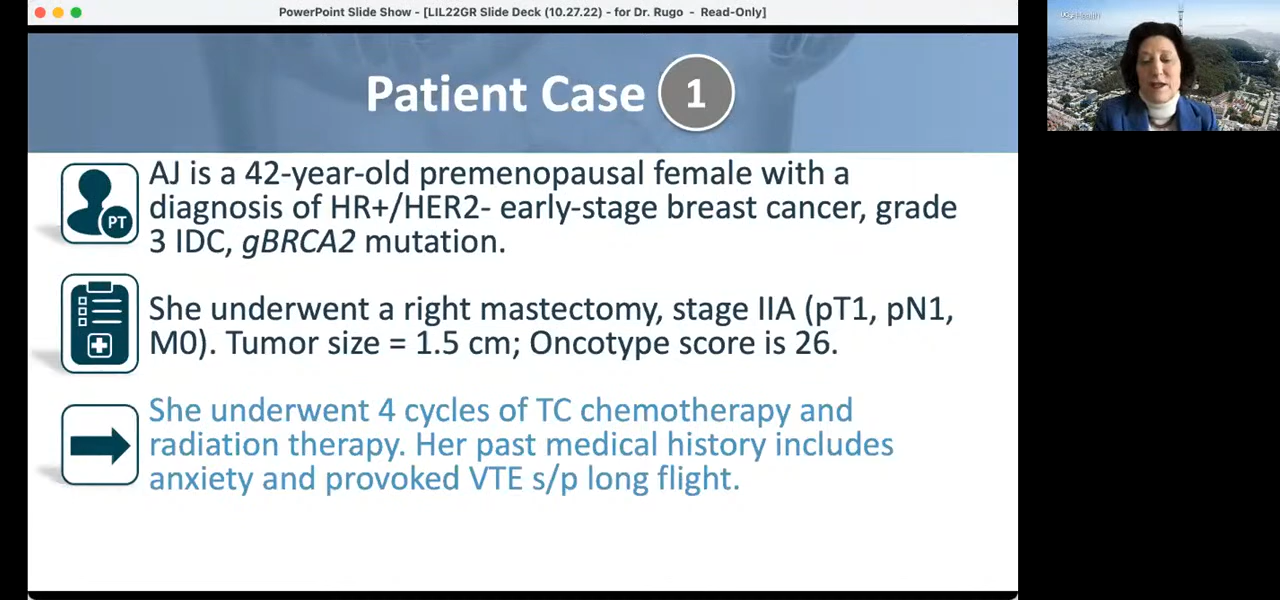 PowerPoint Slide Show - [LIL22GR Slide Deck (10.27.22) - for Dr. Rugo - Read-Only]
Patient Case 1
AJ is a 42-year-old premenopausal female with a
diagnosis of HR+/HER2- early-stage breast cancer, grade
3 IDC, gBRCA2 mutation.
PT
She underwent a right mastectomy, stage IIA (pT1, pN1,
M0). Tumor size = 1.5 cm; Oncotype score is 26.
She underwent 4 cycles of TC chemotherapy and
radiation therapy. Her past medical history includes
anxiety and provoked VTE s/p long flight.